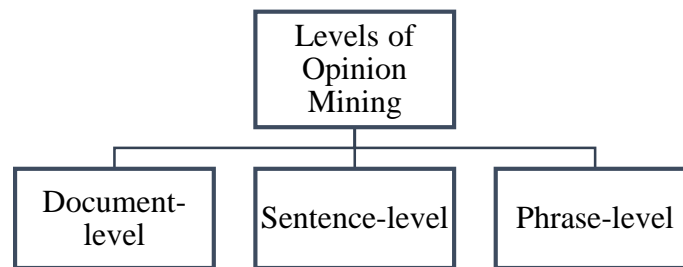 Levels of
Opinion
Mining
Document-
level
Sentence-level
Phrase-level